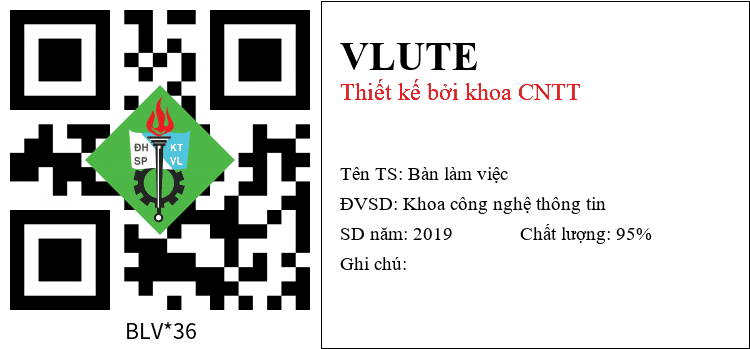 ĐH KT
SP VL
BLV*36
VLUTE
Thiết kế bởi khoa CNTT
Tên TS: Bàn làm việc
ĐVSD: Khoa công nghệ thông tin
SD năm: 2019 Chất lượng: 95%
Ghi chú: